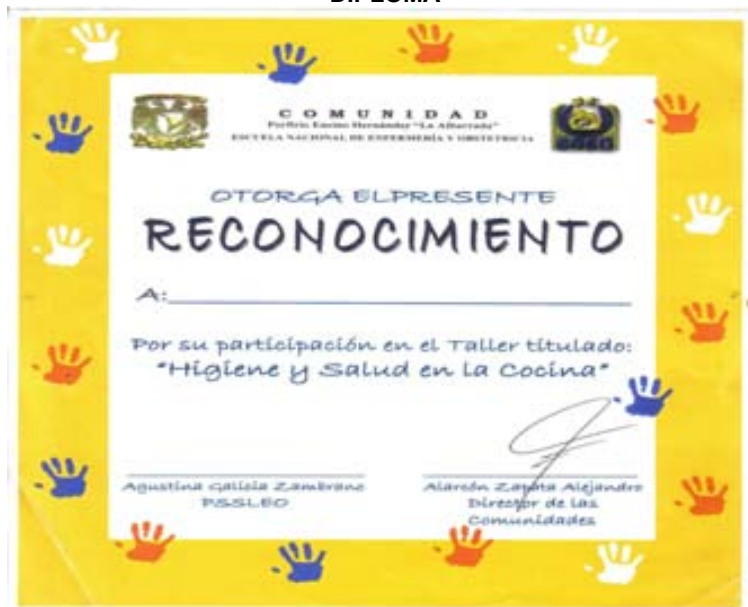 DIPLOMA
COMUNIDAD
Porfirio Encino Hernández "La Albarrada"
ESCUELA NACIONAL DE ENFERMERÍA Y OBSTETRICIA
OTORGA ELPRESENTE
RECONOCIMIENTO
A:
Por su participación en el Taller titulado:
"Higiene y Salud en la Cocina"
Agustina Galicia Zambrano
PSSLEO
Alarcón Zapata Alejandro
Director de las
Comunidades